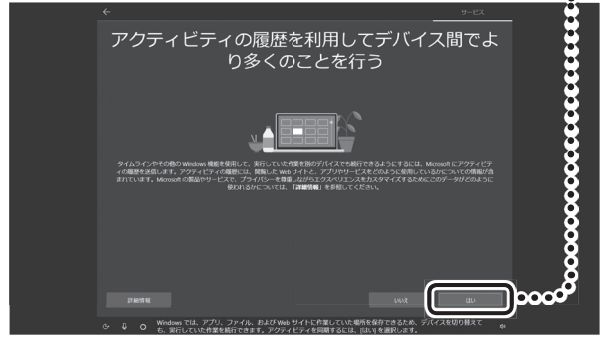 サービス
アクティビティの履歴を利用してデバイス間でよ
り多くのことを行う
タイムラインやその他の Windows 機能を使用して、実行していた作業を別のデバイスでも続行できるようにするには、Microsoft にアクティビテ
ィの履歴を送信します。アクティビティの履歴には、閲覧した Web サイトと、アプリやサービスをどのように使用しているかについての情報が含
まれています。Microsoft の製品やサービスで、プライバシーを尊重しながらエクスペリエンスをカスタマイズするためにこのデータがどのように
使われるかについては、「詳細情報」を参照してください。
詳細情報 いいえ はい
Windows では、アプリ、ファイル、および Web サイトに作業していた場所を保存できるため、デバイスを切り替えて
も、実行していた作業を続行できます。アクティビティを同期するには、[はい] を選択します。